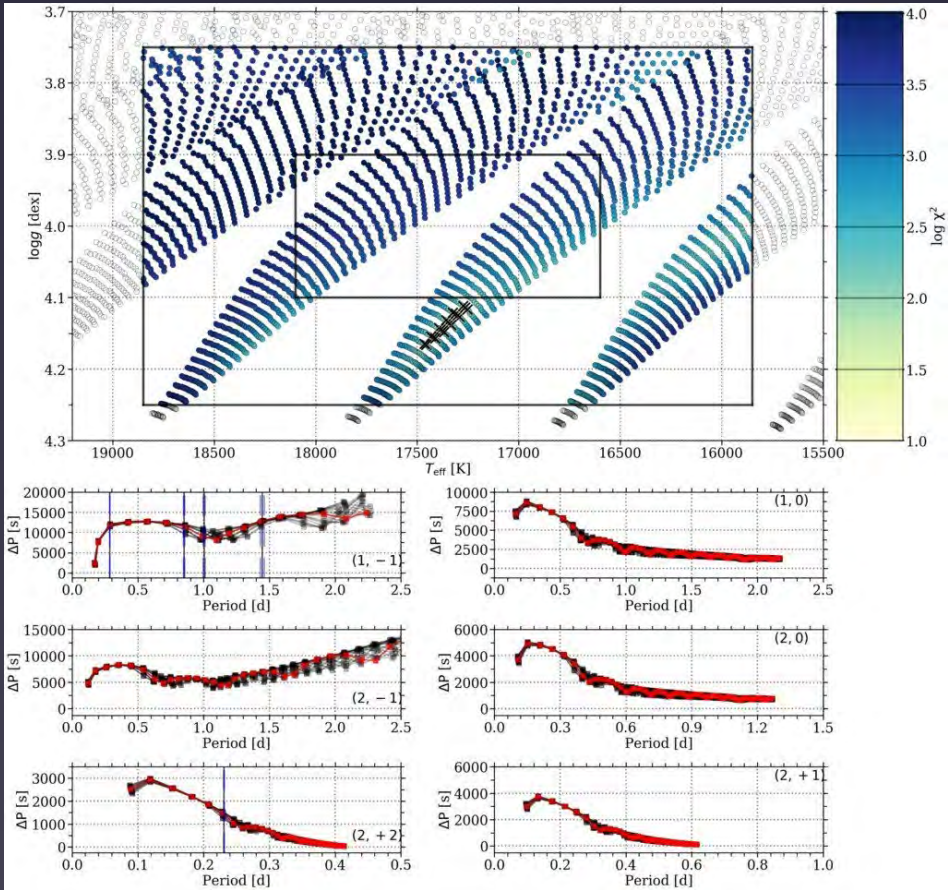 3.7
3.8
3.9
4.0
4.1
4.2
4.3
log g [dex]
19000 18500 18000 17500 17000 16500 16000 15500
T_eff [K]
4.0
3.5
3.0
2.5
2.0
1.5
1.0
log χ²
20000
15000
10000
5000
0
ΔP [s]
(1, −1)
0.0 0.5 1.0 1.5 2.0 2.5
Period [d]
10000
7500
5000
2500
0
ΔP [s]
(1, 0)
0.0 0.5 1.0 1.5 2.0 2.5
Period [d]
15000
10000
5000
0
ΔP [s]
(2, −1)
0.0 0.5 1.0 1.5 2.0 2.5
Period [d]
6000
4000
2000
0
ΔP [s]
(2, 0)
0.0 0.3 0.6 0.9 1.2 1.5
Period [d]
3000
2000
1000
0
ΔP [s]
(2, +2)
0.0 0.1 0.2 0.3 0.4 0.5
Period [d]
6000
4000
2000
0
ΔP [s]
(2, +1)
0.0 0.2 0.4 0.6 0.8 1.0
Period [d]